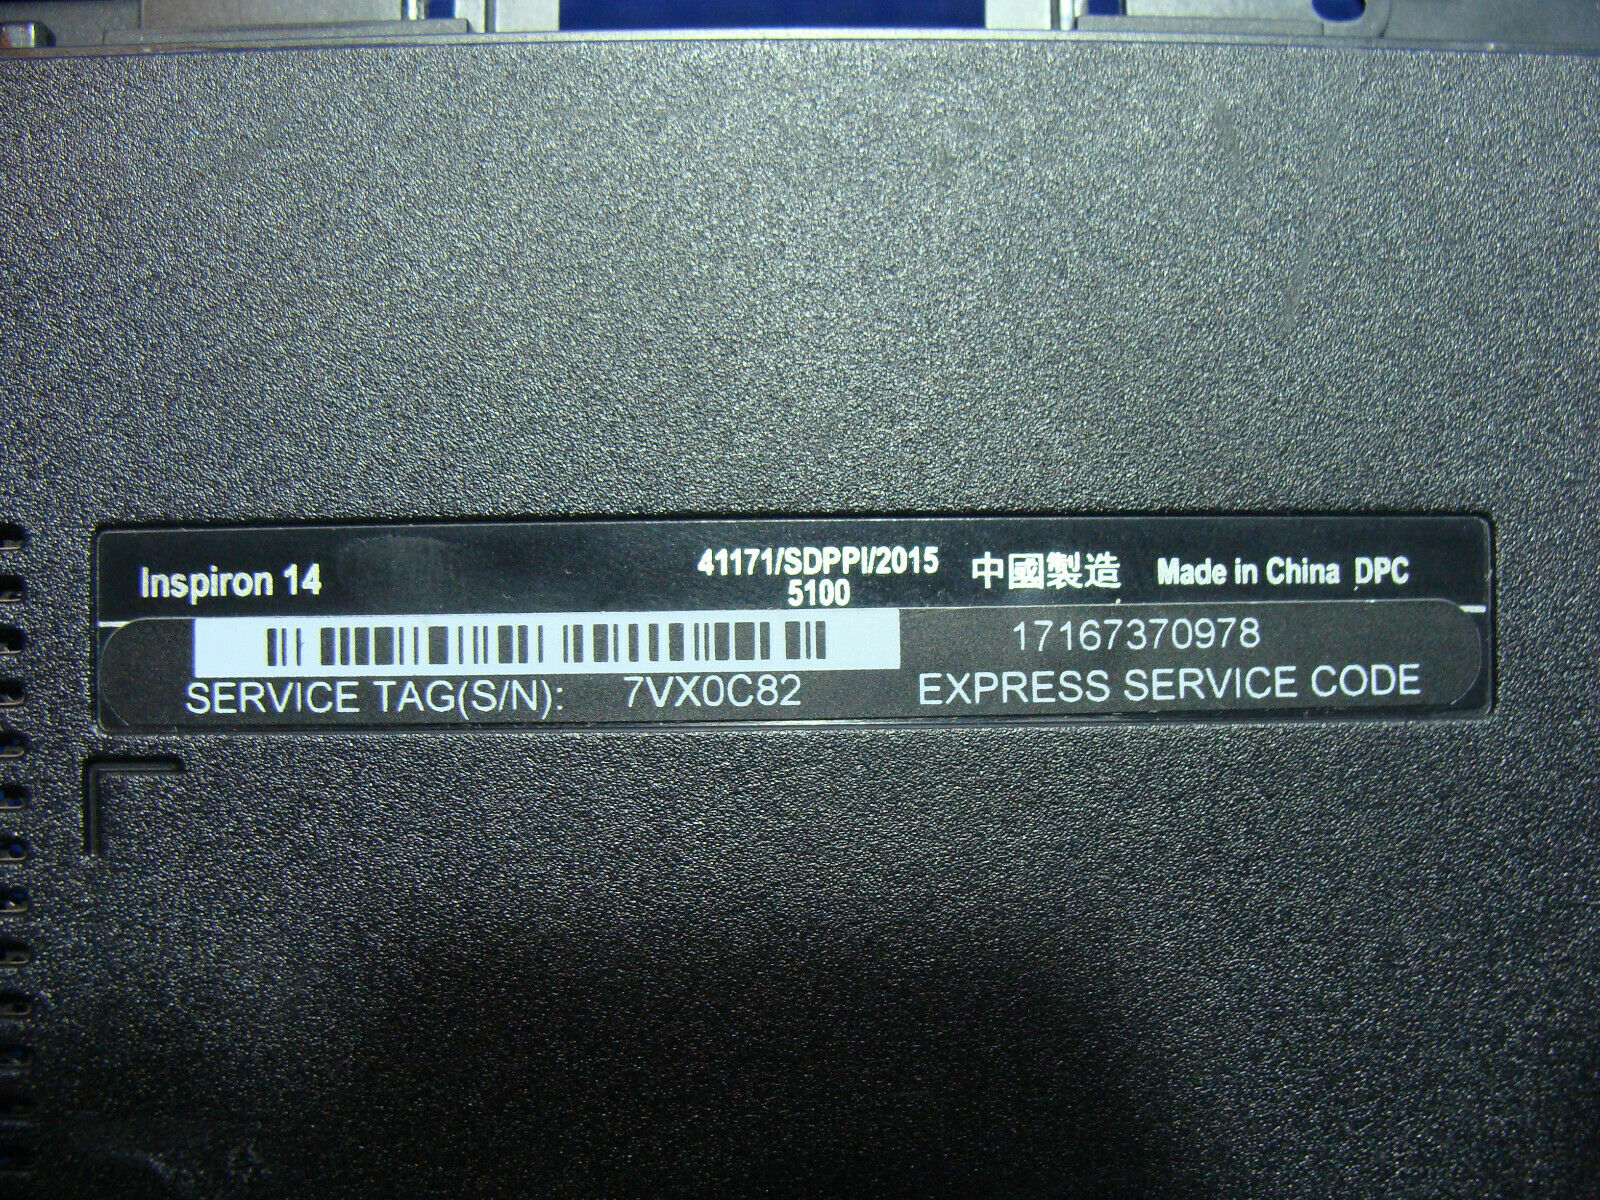 Inspiron 14 41171/SDPPI/2015 中國製造 Made in China DPC
5100
17167370978
SERVICE TAG(S/N): 7VX0C82 EXPRESS SERVICE CODE